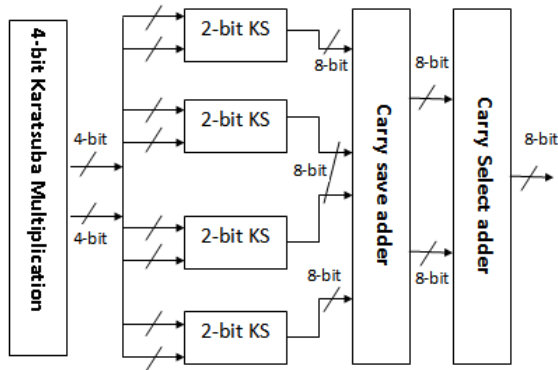 4-bit Karatsuba Multiplication
4-bit
4-bit
2-bit KS
2-bit KS
2-bit KS
2-bit KS
8-bit
8-bit
8-bit
Carry save adder
8-bit
8-bit
Carry Select adder
8-bit